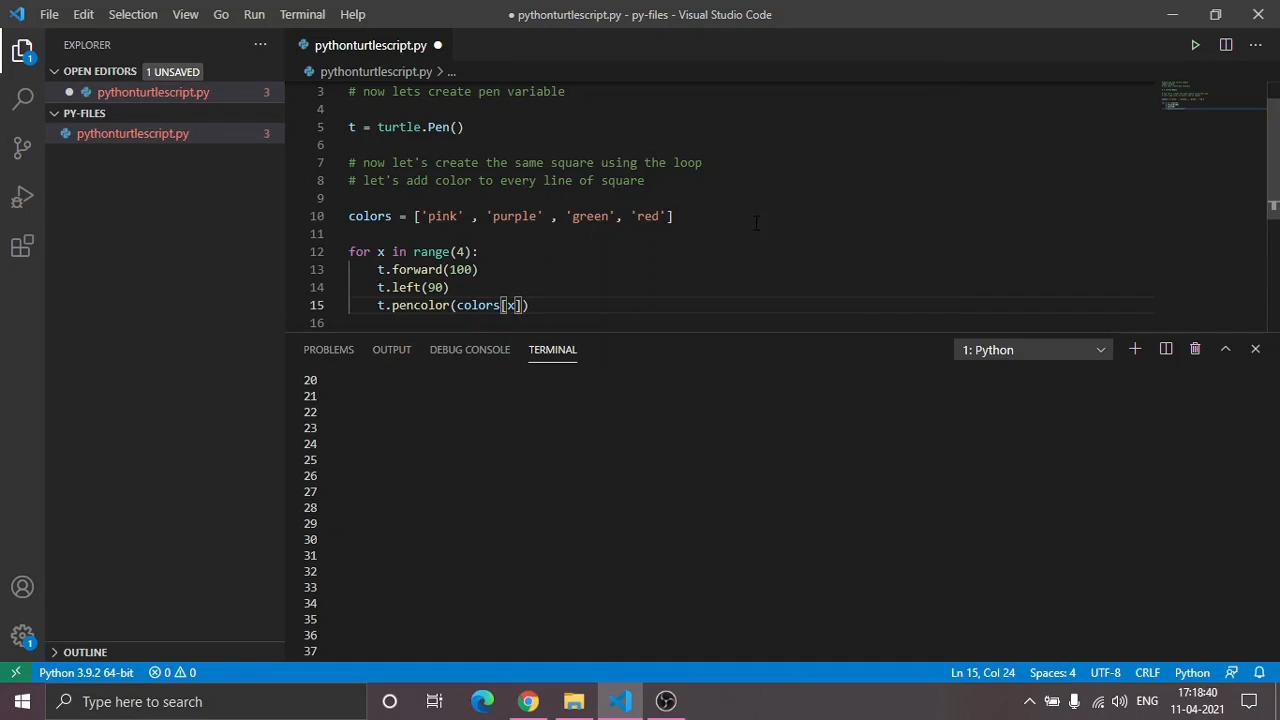 File Edit Selection View Go Run Terminal Help
● pythonturtlescript.py - py-files - Visual Studio Code
EXPLORER
pythonturtlescript.py
OPEN EDITORS 1 UNSAVED
pythonturtlescript.py > ...
pythonturtlescript.py 3
3 # now lets create pen variable
PY-FILES
4
pythonturtlescript.py 3
5 t = turtle.Pen()
6
7 # now let's create the same square using the loop
8 # let's add color to every line of square
9
10 colors = ['pink' , 'purple' , 'green', 'red']
11
12 for x in range(4):
13 t.forward(100)
14 t.left(90)
15 t.pencolor(colors[x])
16
PROBLEMS OUTPUT DEBUG CONSOLE TERMINAL 1: Python
20
21
22
23
24
25
26
27
28
29
30
31
32
33
34
35
36
37
OUTLINE
Python 3.9.2 64-bit 0 0 Ln 15, Col 24 Spaces: 4 UTF-8 CRLF Python
Type here to search
ENG
17:18:40
11-04-2021
1
1